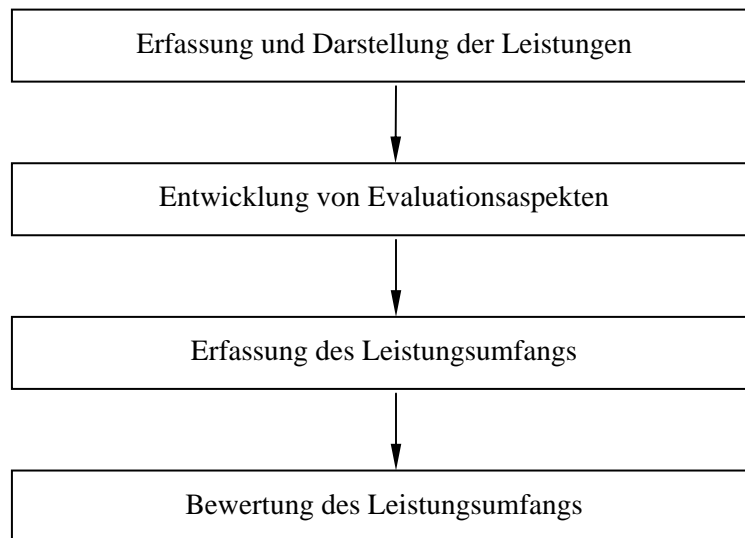 Erfassung und Darstellung der Leistungen
Entwicklung von Evaluationsaspekten
Erfassung des Leistungsumfangs
Bewertung des Leistungsumfangs